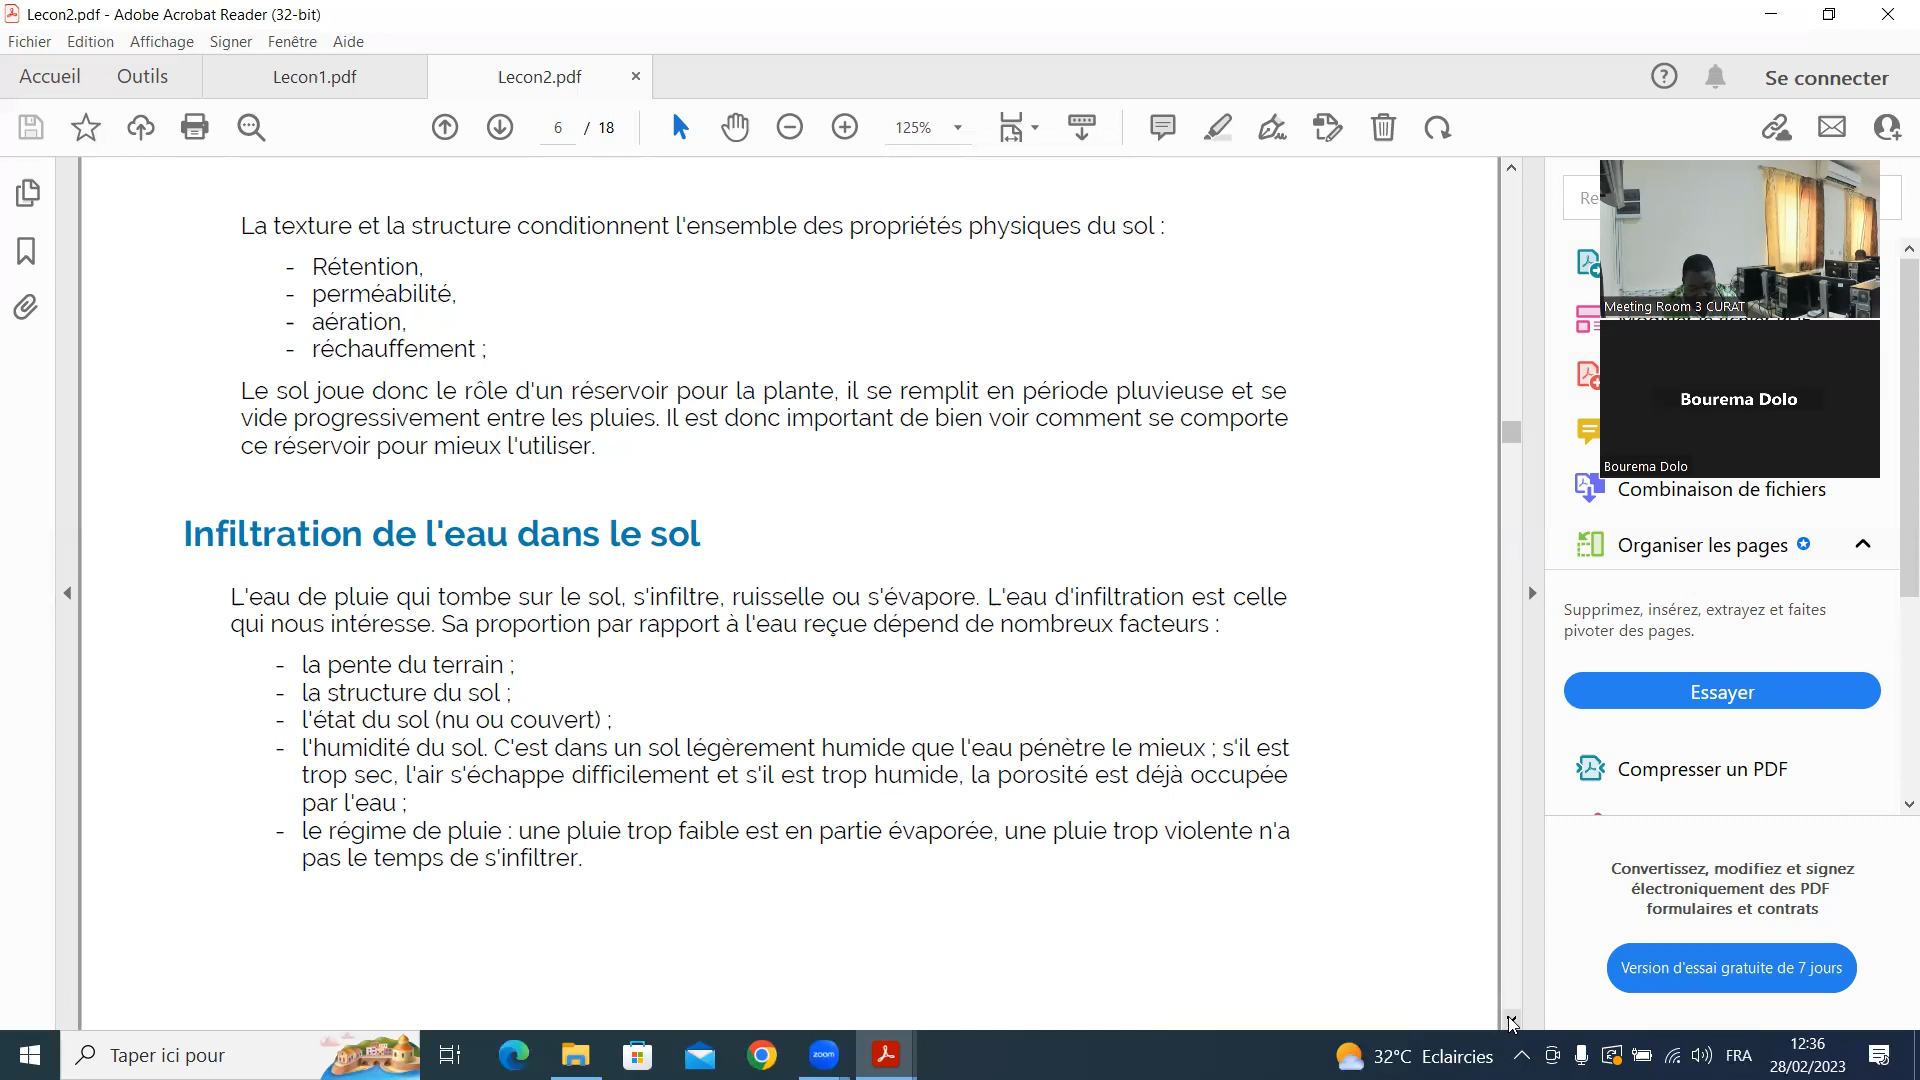 Lecon2.pdf - Adobe Acrobat Reader (32-bit)
Fichier Edition Affichage Signer Fenêtre Aide
Accueil Outils Lecon1.pdf Lecon2.pdf × ? Se connecter
6 / 18 125%
La texture et la structure conditionnent l'ensemble des propriétés physiques du sol :
- Rétention,
- perméabilité,
- aération,
- réchauffement ;
Le sol joue donc le rôle d'un réservoir pour la plante, il se remplit en période pluvieuse et se
vide progressivement entre les pluies. Il est donc important de bien voir comment se comporte
ce réservoir pour mieux l'utiliser.
Infiltration de l'eau dans le sol
L'eau de pluie qui tombe sur le sol, s'infiltre, ruisselle ou s'évapore. L'eau d'infiltration est celle
qui nous intéresse. Sa proportion par rapport à l'eau reçue dépend de nombreux facteurs :
- la pente du terrain ;
- la structure du sol ;
- l'état du sol (nu ou couvert) ;
- l'humidité du sol. C'est dans un sol légèrement humide que l'eau pénètre le mieux ; s'il est
trop sec, l'air s'échappe difficilement et s'il est trop humide, la porosité est déjà occupée
par l'eau ;
- le régime de pluie : une pluie trop faible est en partie évaporée, une pluie trop violente n'a
pas le temps de s'infiltrer.
Re
Meeting Room 3 CURAT
Bourema Dolo
Bourema Dolo
Combinaison de fichiers
Organiser les pages
Supprimez, insérez, extrayez et faites
pivoter des pages.
Essayer
Compresser un PDF
Convertissez, modifiez et signez
électroniquement des PDF
formulaires et contrats
Version d'essai gratuite de 7 jours
Taper ici pour
zoom
32°C Eclaircies
FRA
12:36
28/02/2023